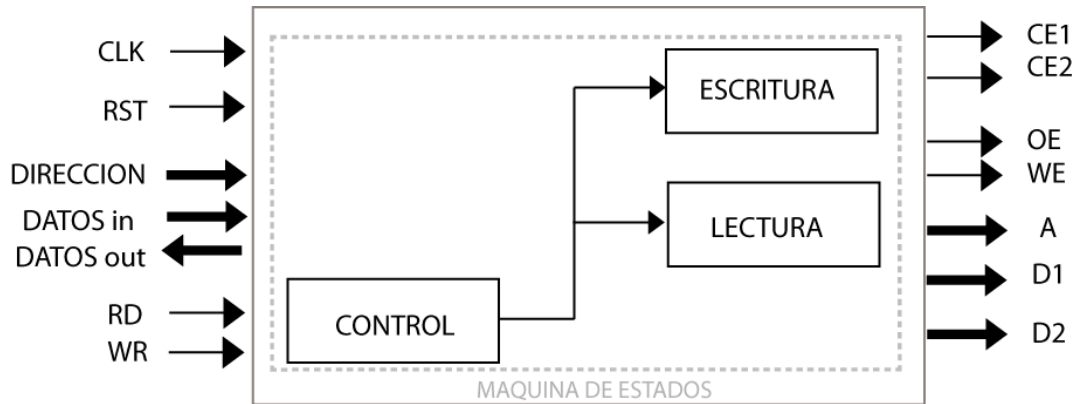 CLK
RST
DIRECCION
DATOS in
DATOS out
RD
WR
ESCRITURA
LECTURA
CONTROL
MAQUINA DE ESTADOS
CE1
CE2
OE
WE
A
D1
D2